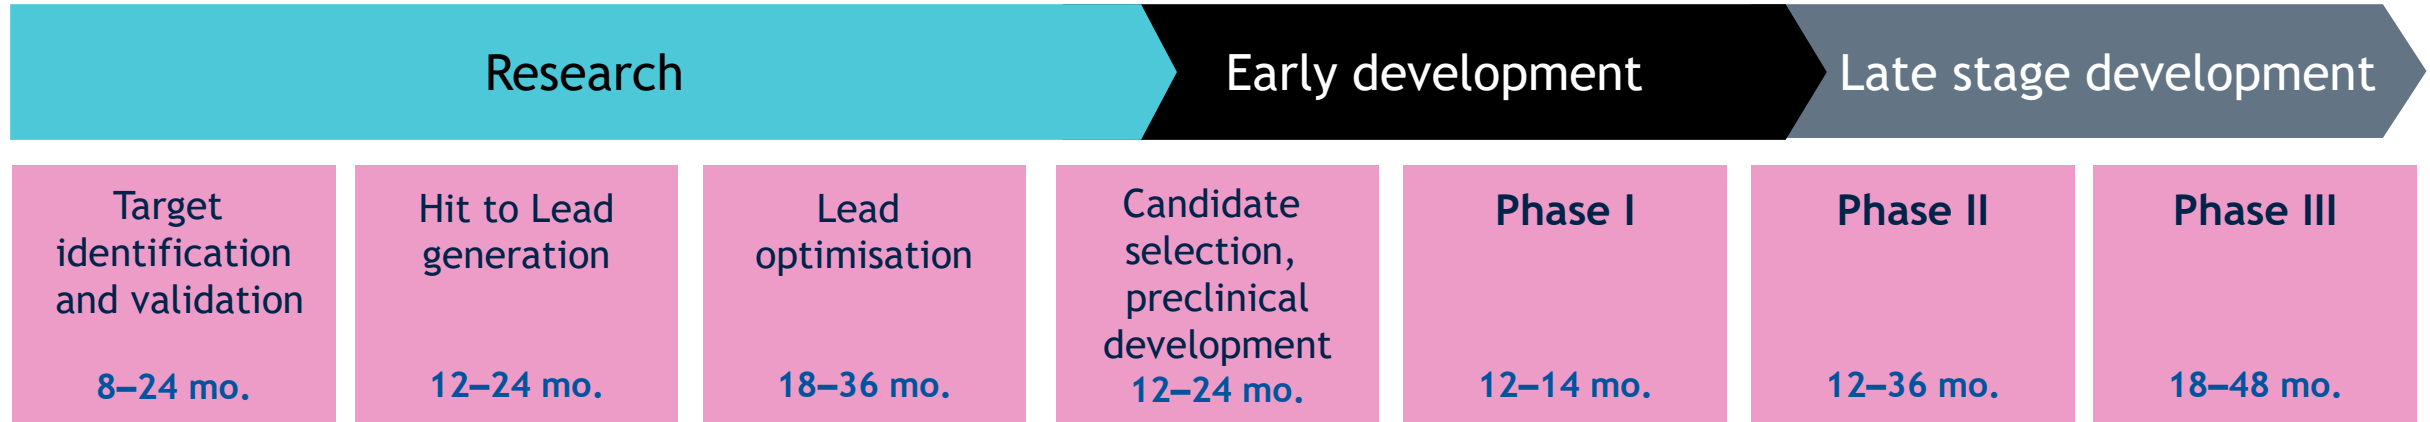 Research
Early development
Late stage development
Target
identification
and validation
8–24 mo.
Hit to Lead
generation
12–24 mo.
Lead
optimisation
18–36 mo.
Candidate
selection,
preclinical
development
12–24 mo.
Phase I
12–14 mo.
Phase II
12–36 mo.
Phase III
18–48 mo.